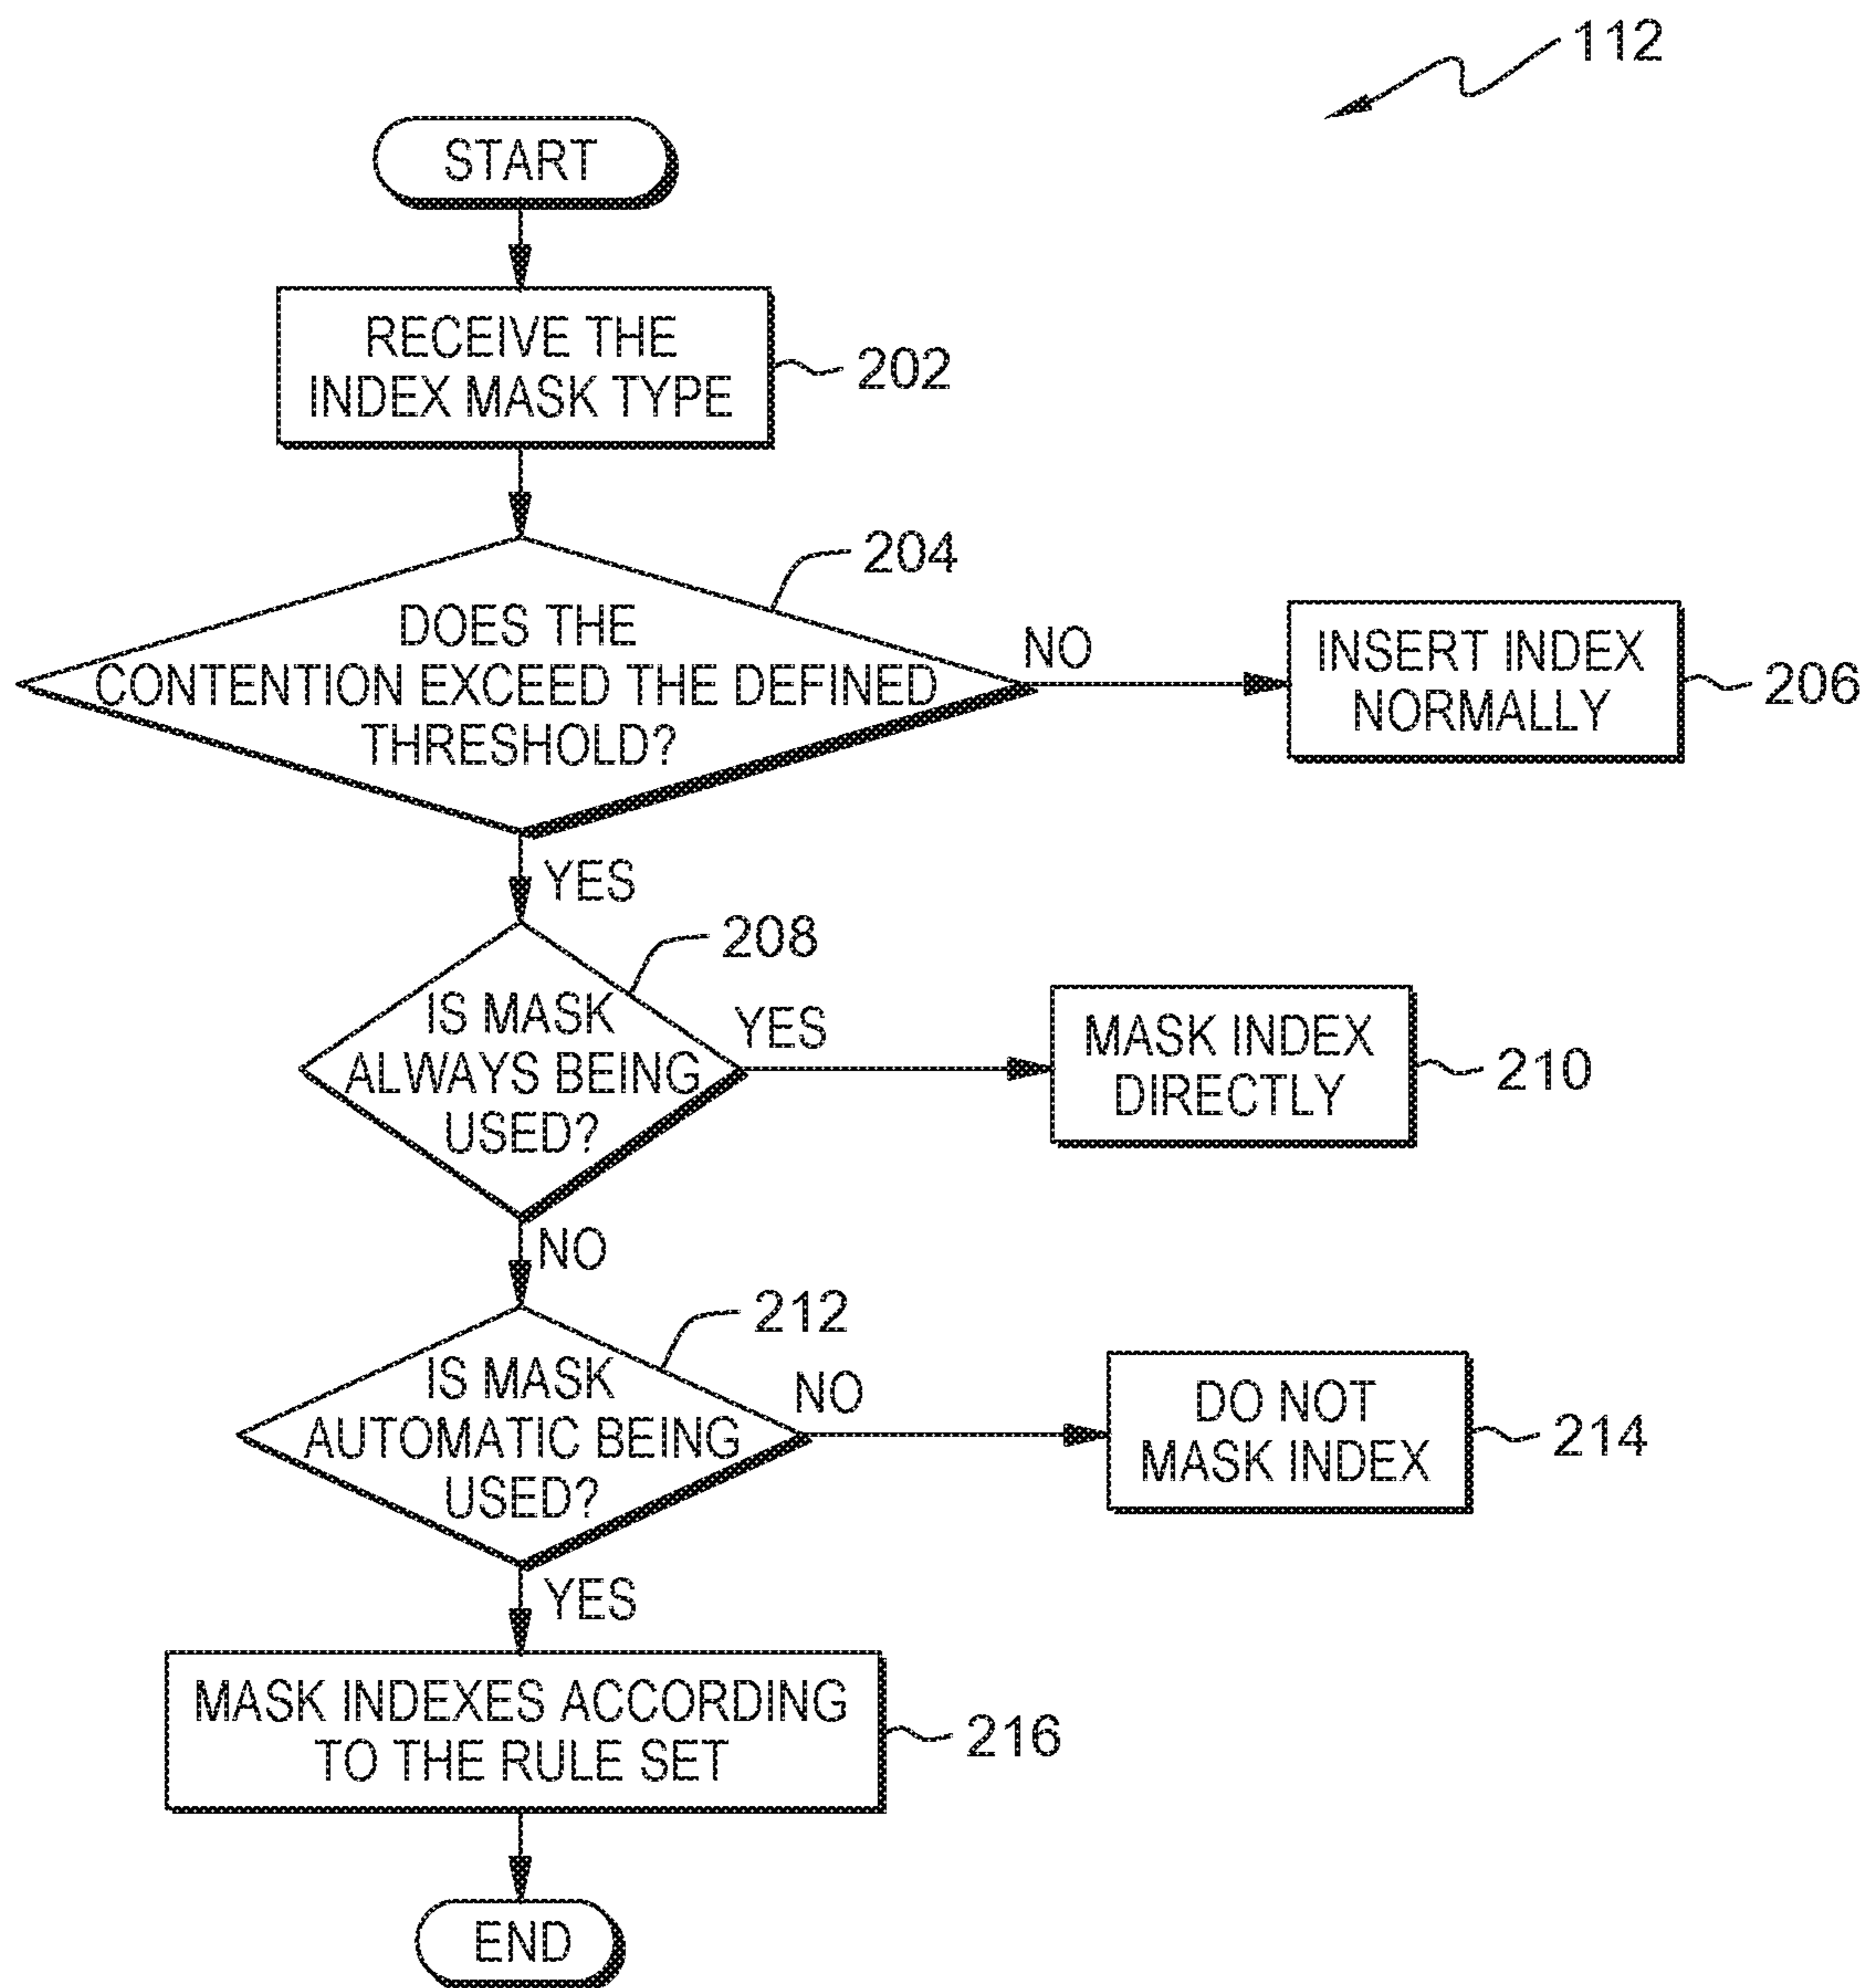 112
START
RECEIVE THE
INDEX MASK TYPE
202
204
DOES THE
CONTENTION EXCEED THE DEFINED
THRESHOLD?
NO
INSERT INDEX
NORMALLY
206
YES
208
IS MASK
ALWAYS BEING
USED?
YES
MASK INDEX
DIRECTLY
210
NO
212
IS MASK
AUTOMATIC BEING
USED?
NO
DO NOT
MASK INDEX
214
YES
MASK INDEXES ACCORDING
TO THE RULE SET
216
END